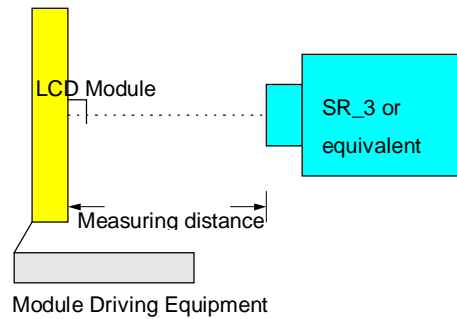 LCD Module
SR_3 or
equivalent
Measuring distance
Module Driving Equipment